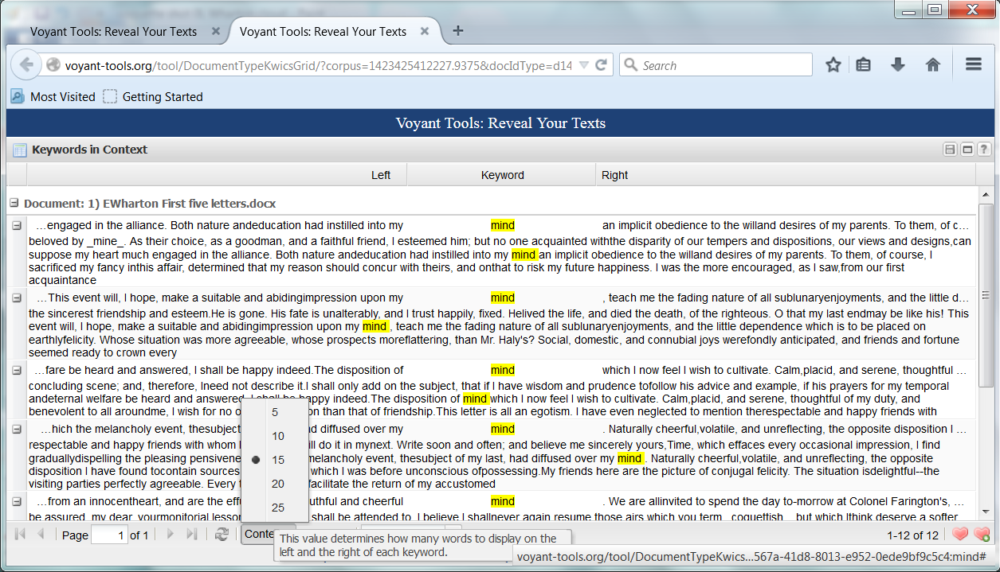 Voyant Tools: Reveal Your Texts
Voyant Tools: Reveal Your Texts
voyant-tools.org/tool/DocumentTypeKwicsGrid/?corpus=1423425412227.9375&docIdType=d14
Search
Most Visited Getting Started
Voyant Tools: Reveal Your Texts
Keywords in Context
Left Keyword Right
Document: 1) EWharton First five letters.docx
...engaged in the alliance. Both nature andeducation had instilled into my mind an implicit obedience to the willand desires of my parents. To them, of c...
beloved by _mine_. As their choice, as a goodman, and a faithful friend, I esteemed him; but no one acquainted withthe disparity of our tempers and dispositions, our views and designs,can
suppose my heart much engaged in the alliance. Both nature andeducation had instilled into my mind an implicit obedience to the willand desires of my parents. To them, of course, I
sacrificed my fancy inthis affair, determined that my reason should concur with theirs, and onthat to risk my future happiness. I was the more encouraged, as I saw,from our first
acquaintance
...This event will, I hope, make a suitable and abidingimpression upon my mind , teach me the fading nature of all sublunaryenjoyments, and the little d...
the sincerest friendship and esteem.He is gone. His fate is unalterably, and I trust happily, fixed. Helived the life, and died the death, of the righteous. O that my last endmay be like his! This
event will, I hope, make a suitable and abidingimpression upon my mind , teach me the fading nature of all sublunaryenjoyments, and the little dependence which is to be placed on
earthlyfelicity. Whose situation was more agreeable, whose prospects moreflattering, than Mr. Haly's? Social, domestic, and connubial joys werefondly anticipated, and friends and fortune
seemed ready to crown every
...fare be heard and answered, I shall be happy indeed.The disposition of mind which I now feel I wish to cultivate. Calm,placid, and serene, thoughtful ...
concluding scene; and, therefore, Ineed not describe it.I shall only add on the subject, that if I have wisdom and prudence tofollow his advice and example, if his prayers for my temporal
andeternal welfare be heard and answered, I shall be happy indeed.The disposition of mind which I now feel I wish to cultivate. Calm,placid, and serene, thoughtful of my duty, and
benevolent to all aroundme, I wish for no o on than that of friendship.This letter is all an egotism. I have even neglected to mention therespectable and happy friends with
5
...hich the melancholy event, thesubject d diffused over my mind . Naturally cheerful,volatile, and unreflecting, the opposite disposition I ...
10
respectable and happy friends with whom I ill do it in mynext. Write soon and often; and believe me sincerely yours,Time, which effaces every occasional impression, I find
graduallydispelling the pleasing pensivene melancholy event, thesubject of my last, had diffused over my mind . Naturally cheerful,volatile, and unreflecting, the opposite
15
disposition I have found tocontain sources which I was before unconscious ofpossessing.My friends here are the picture of conjugal felicity. The situation isdelightful--the
20
visiting parties perfectly agreeable. Every facilitate the return of my accustomed
...from an innocentheart, and are the eff uthful and cheerful mind . We are allinvited to spend the day to-morrow at Colonel Farington's, ...
25
be assured, my dear, yourmonitorial lesson shall be attended to. I believe I shallnever again resume those airs which you term coquettish but which Ithink deserve a softer
Page 1 of 1 Conte 1-12 of 12
This value determines how many words to display on the
left and the right of each keyword.
voyant-tools.org/tool/DocumentTypeKwics...567a-41d8-8013-e952-0ede9bf9c5c4:mind#